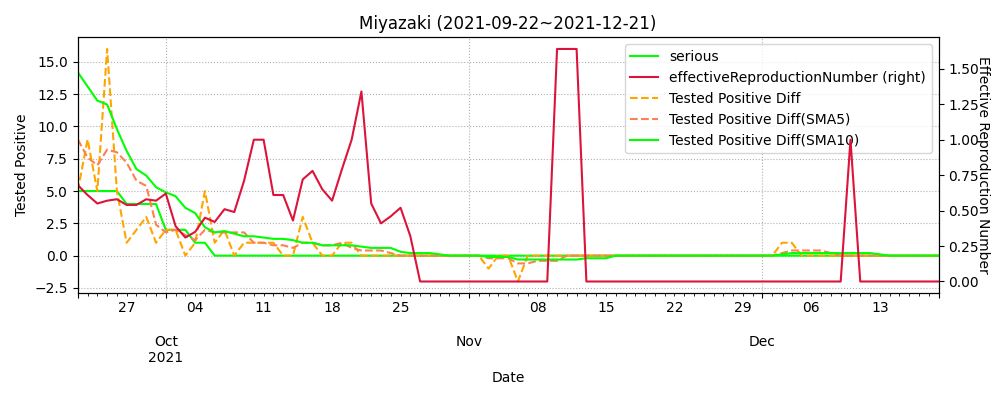 Miyazaki (2021-09-22~2021-12-21)
serious
effectiveReproductionNumber (right)
Tested Positive Diff
Tested Positive Diff(SMA5)
Tested Positive Diff(SMA10)
Tested Positive
15.0
12.5
10.0
7.5
5.0
2.5
0.0
−2.5
Effective Reproduction Number
1.50
1.25
1.00
0.75
0.50
0.25
0.00
27 04 11 18 25 08 15 22 29 06 13
Oct Nov Dec
2021
Date